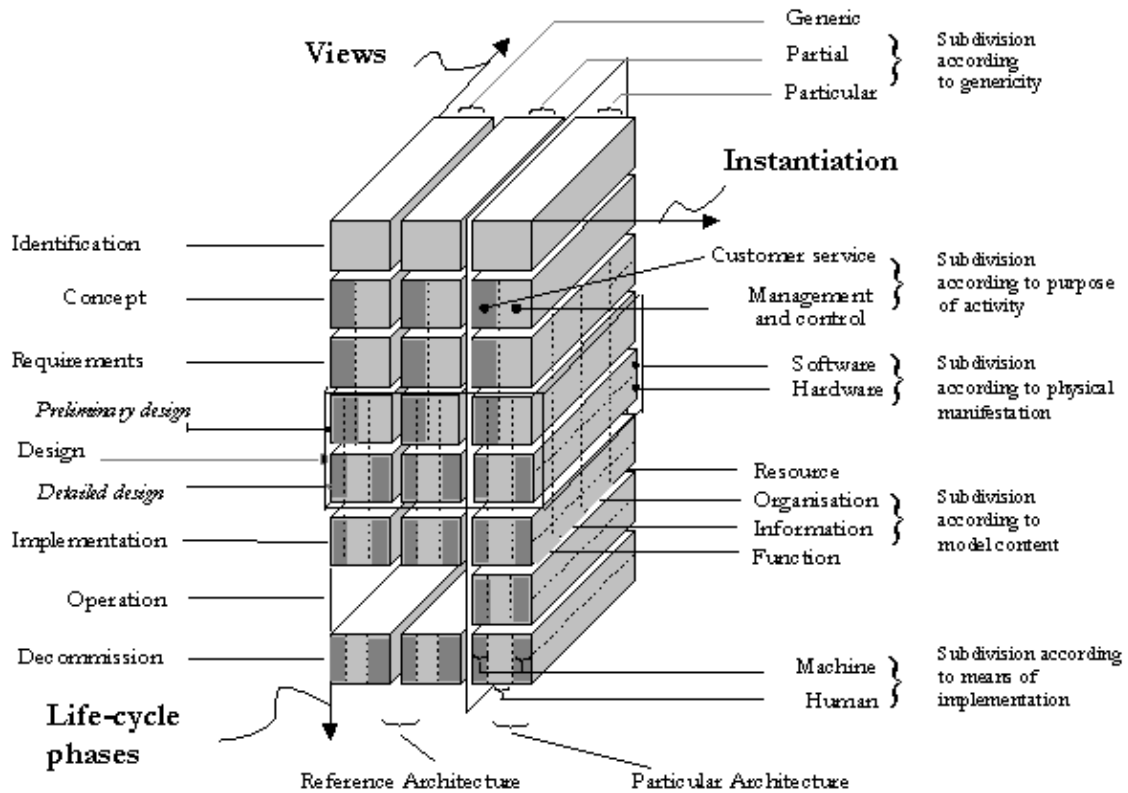 Generic
Partial
Particular
Subdivision
according
to genericity
Views
Instantiation
Identification
Concept
Requirements
Preliminary design
Design
Detailed design
Implementation
Operation
Decommission
Customer service
Management
and control
Subdivision
according to purpose
of activity
Software
Hardware
Subdivision
according to physical
manifestation
Resource
Organisation
Information
Function
Subdivision
according to
model content
Machine
Human
Subdivision according
to means of
implementation
Life-cycle
phases
Reference Architecture
Particular Architecture